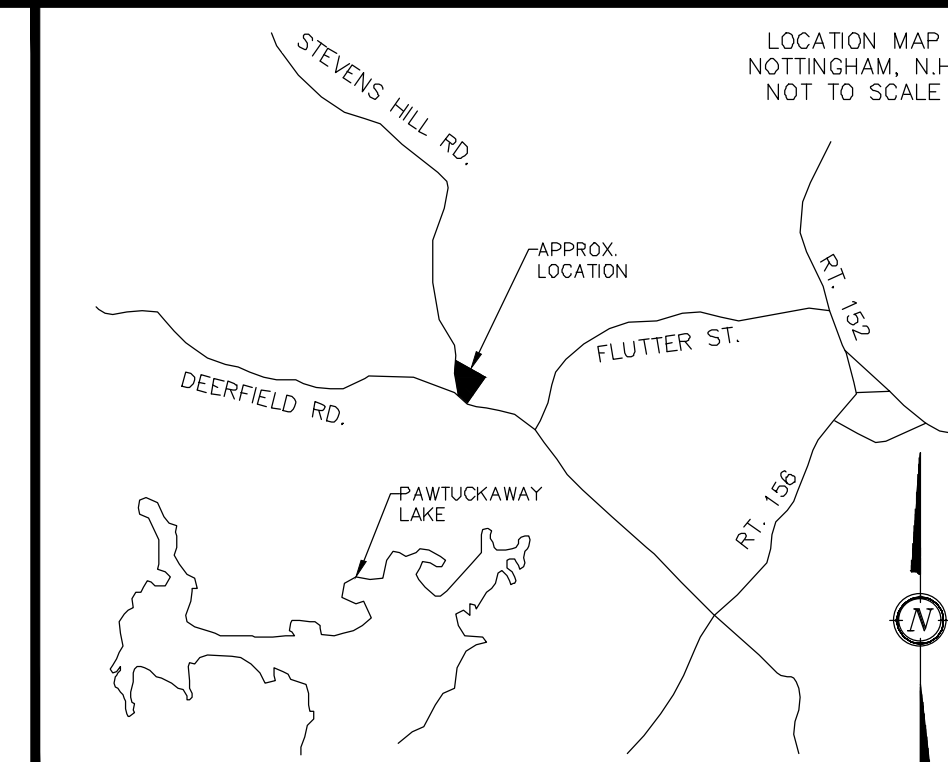 LOCATION MAP
NOTTINGHAM, N.H
NOT TO SCALE
STEVENS HILL RD.
APPROX.
LOCATION
RT. 152
FLUTTER ST.
DEERFIELD RD.
PAWTUCKAWAY
LAKE
RT. 156
N